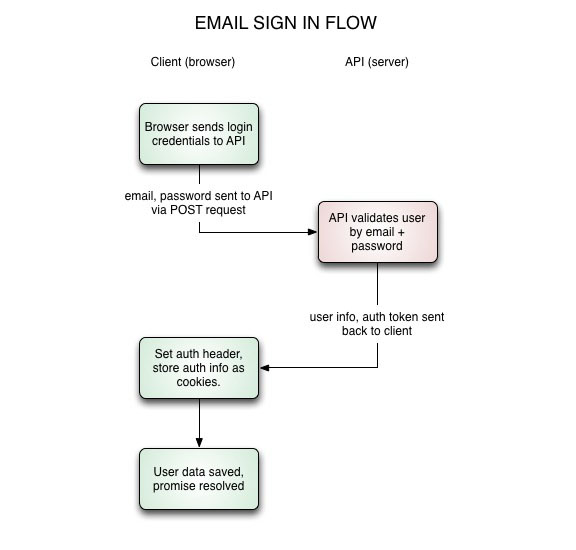 EMAIL SIGN IN FLOW
Client (browser)
API (server)
Browser sends login
credentials to API
email, password sent to API
via POST request
API validates user
by email +
password
user info, auth token sent
back to client
Set auth header,
store auth info as
cookies.
User data saved,
promise resolved